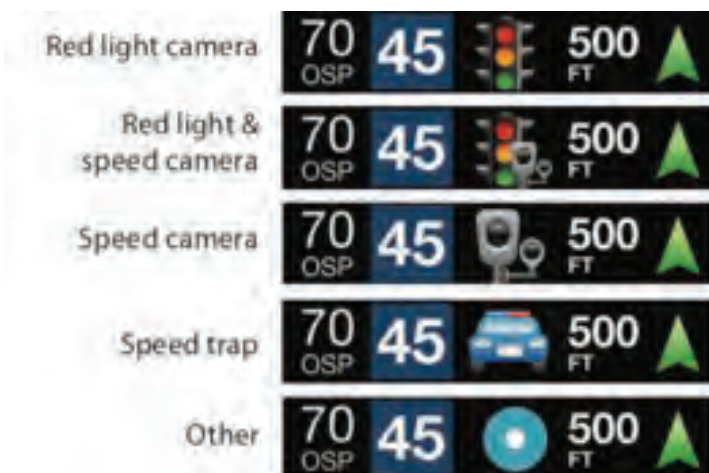 Red light camera
70 OSP 45 500 FT
Red light &
speed camera
70 OSP 45 500 FT
Speed camera
70 OSP 45 500 FT
Speed trap
70 OSP 45 500 FT
Other
70 OSP 45 500 FT